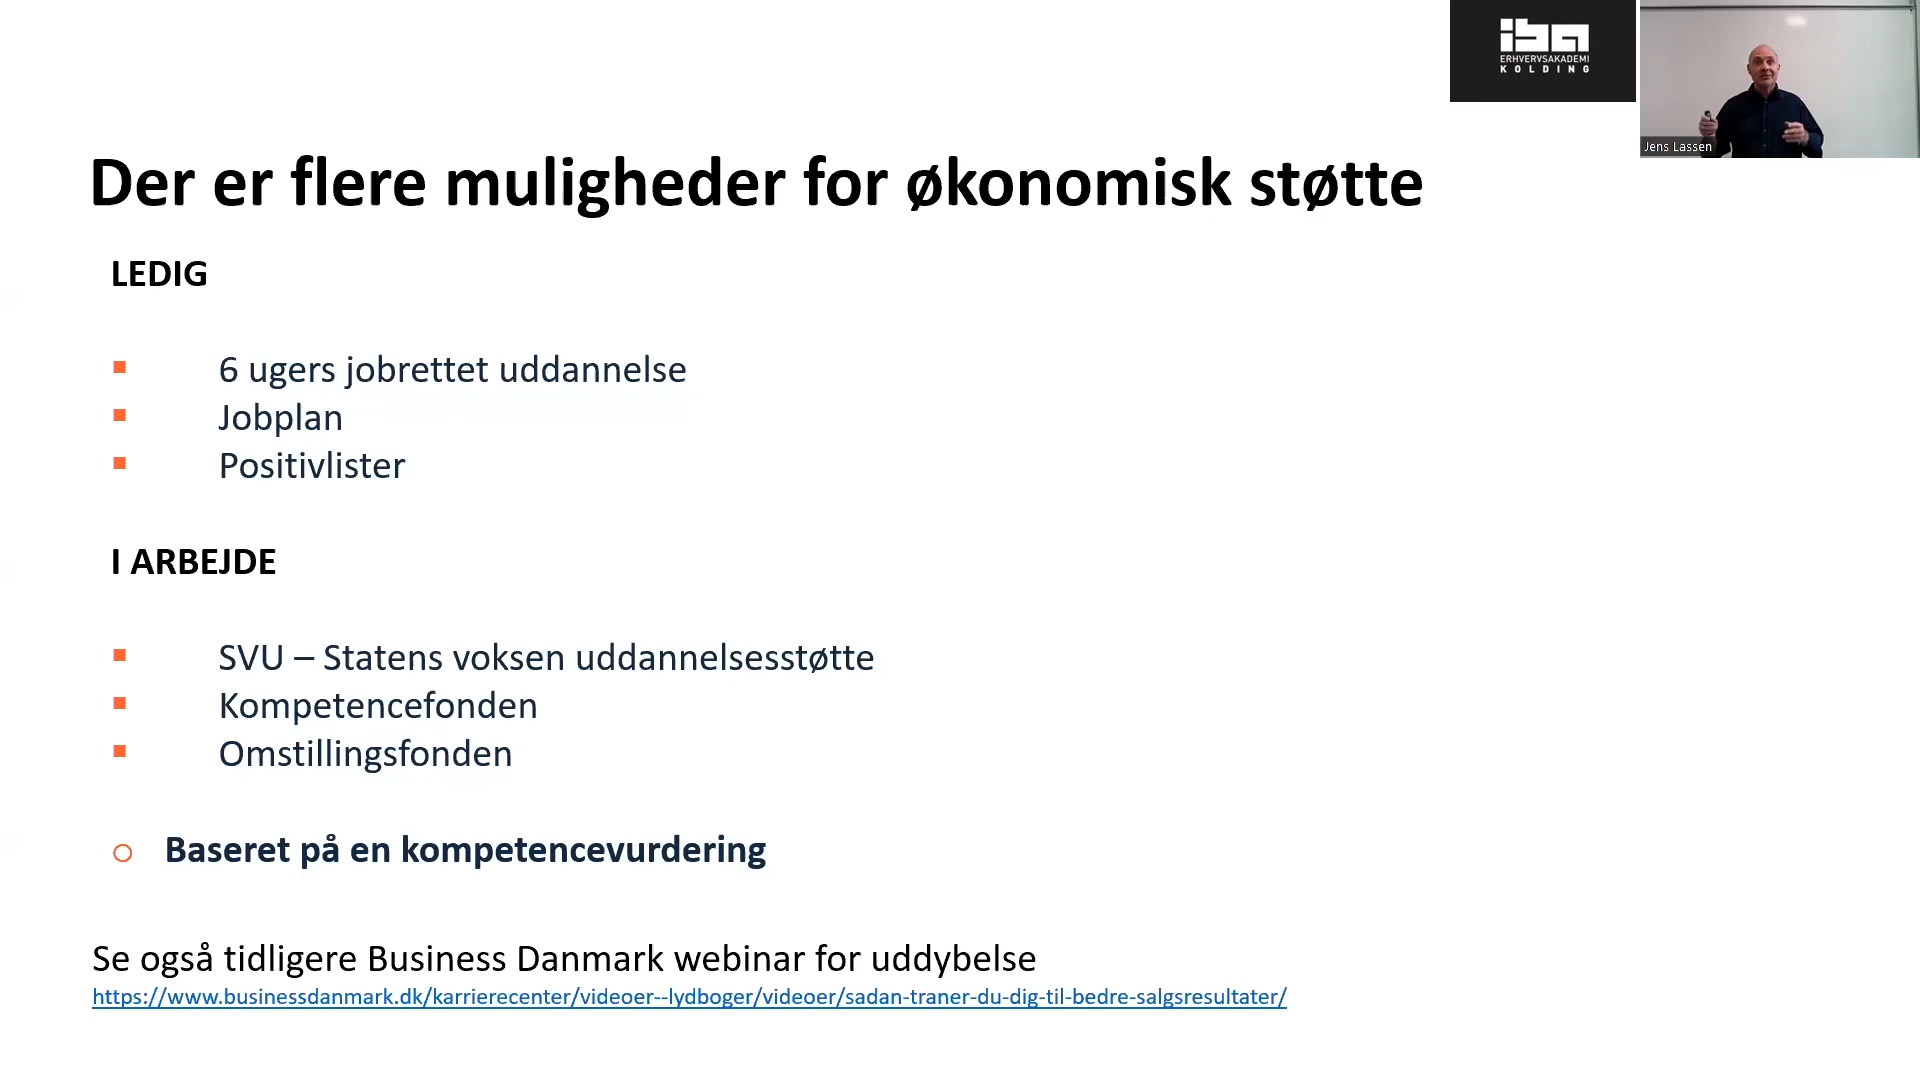 iba
ERHVERVSAKADEMI
KOLDING
Jens Lassen
Der er flere muligheder for økonomisk støtte
LEDIG
6 ugers jobrettet uddannelse
Jobplan
Positivlister
I ARBEJDE
SVU – Statens voksen uddannelsesstøtte
Kompetencefonden
Omstillingsfonden
Baseret på en kompetencevurdering
Se også tidligere Business Danmark webinar for uddybelse
https://www.businessdanmark.dk/karrierecenter/videoer--lydboger/videoer/sadan-traner-du-dig-til-bedre-salgsresultater/